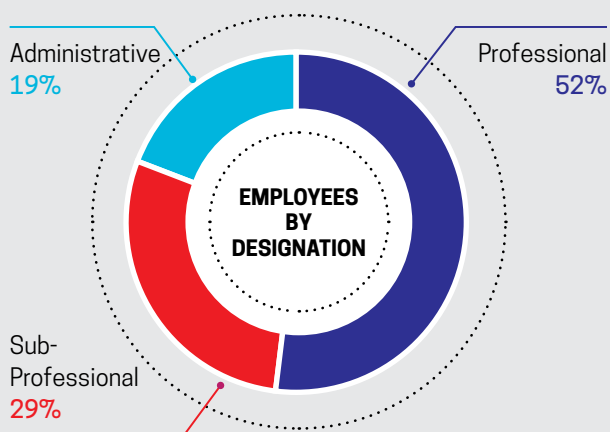 Administrative
19%
Professional
52%
EMPLOYEES
BY
DESIGNATION
Sub-
Professional
29%